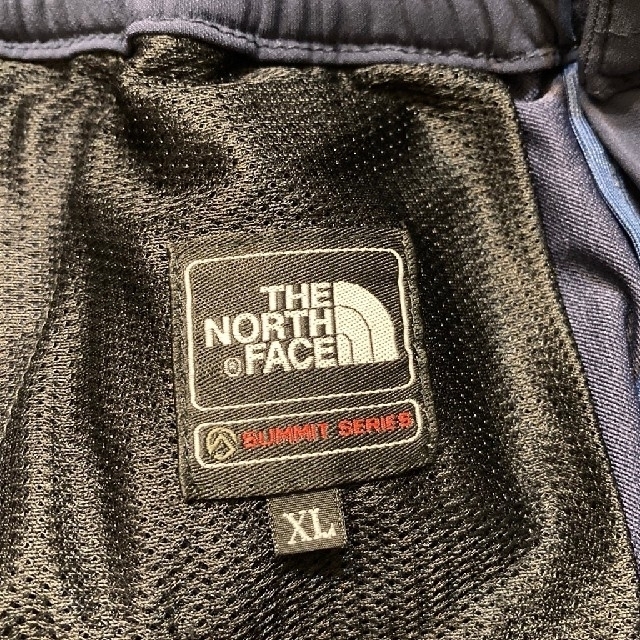 THE
NORTH
® FACE
SUMMIT SERIES
XL